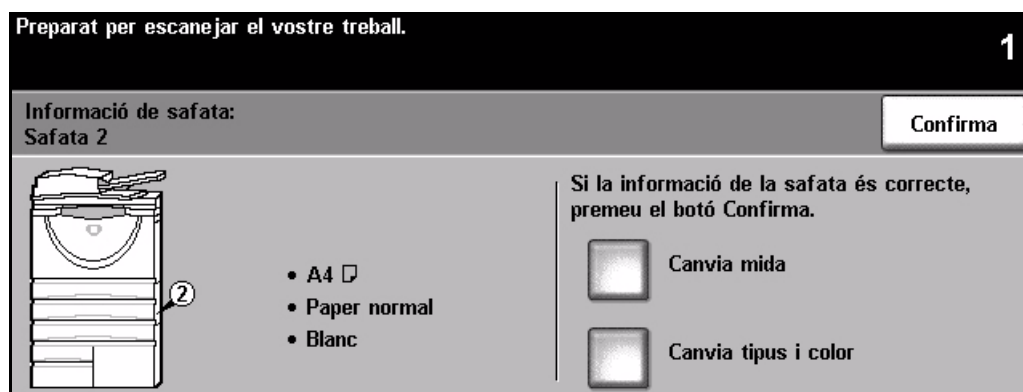 Preparat per escanejar el vostre treball.
1
Informació de safata:
Safata 2
Confirma
Si la informació de la safata és correcte,
premeu el botó Confirma.
2
• A4
• Paper normal
• Blanc
Canvia mida
Canvia tipus i color